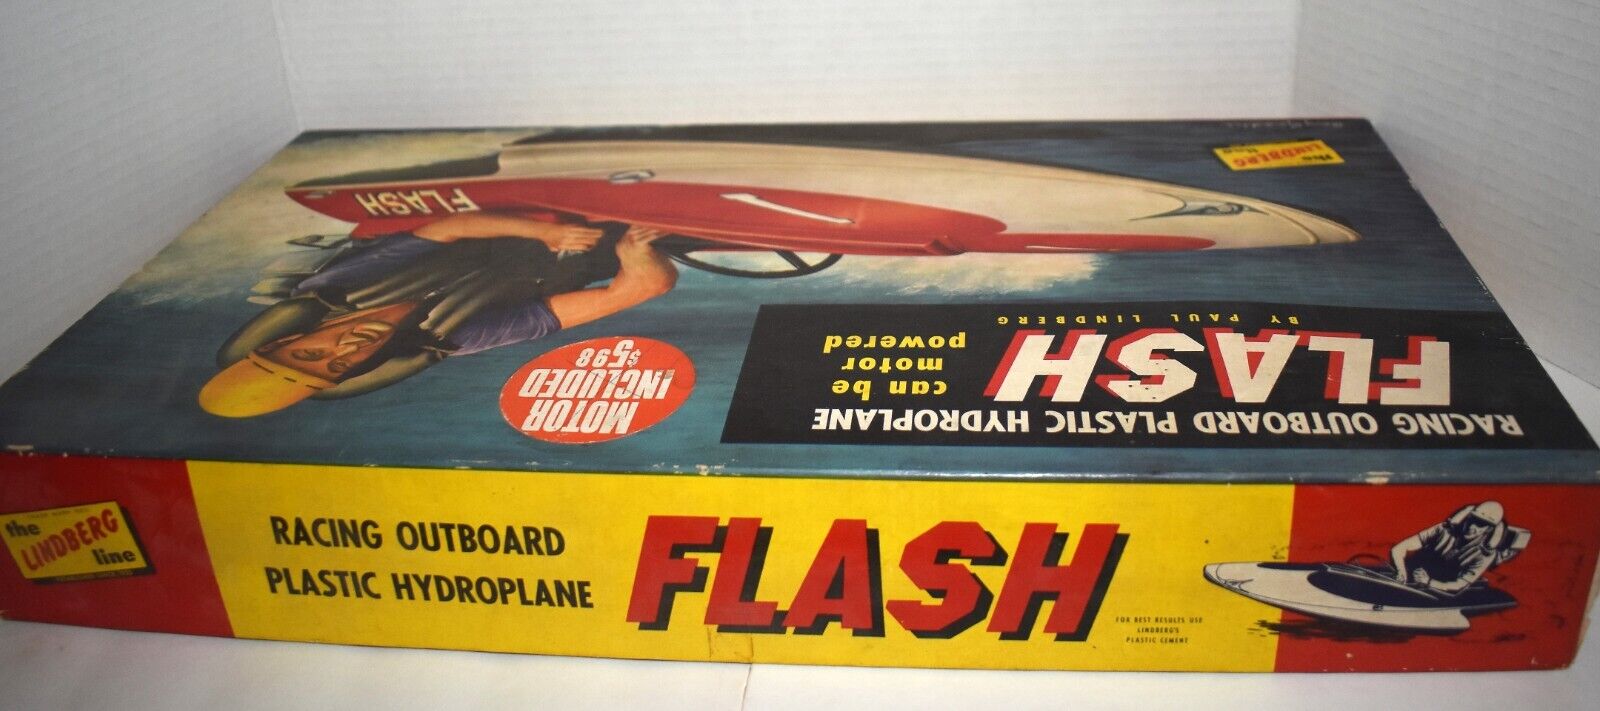 the
LINDBERG
line
FLASH
1
RACING OUTBOARD PLASTIC HYDROPLANE
FLASH
BY PAUL LINDBERG
can be
motor
powered
MOTOR
INCLUDED
$5.98
the
LINDBERG
line
RACING OUTBOARD
PLASTIC HYDROPLANE
FLASH
FOR BEST RESULTS USE
LINDBERG'S
PLASTIC CEMENT